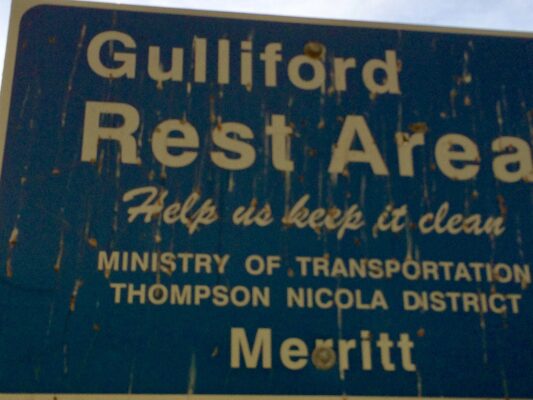 Gulliford
Rest Area
Help us keep it clean
MINISTRY OF TRANSPORTATION
THOMPSON NICOLA DISTRICT
Merritt